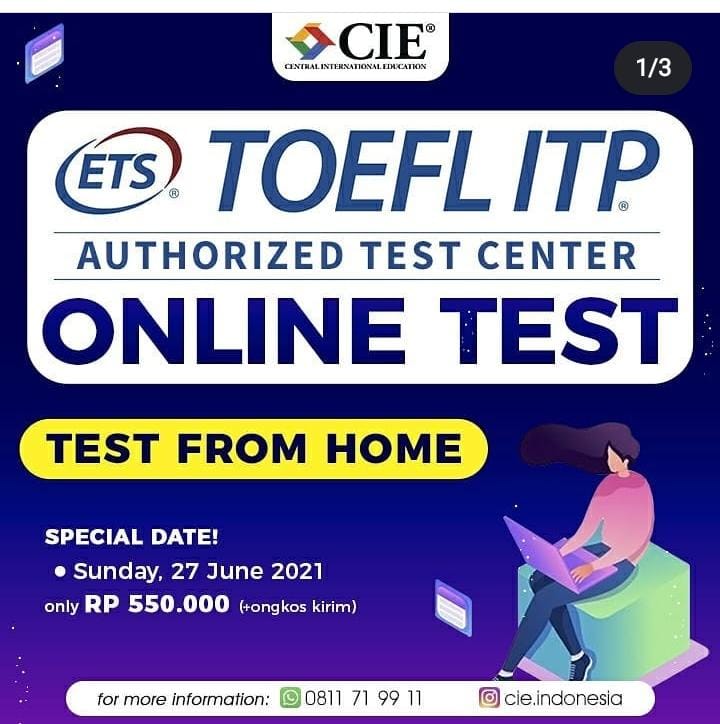 CIE®
CENTRAL INTERNATIONAL EDUCATION
1/3
ETS® TOEFL ITP®
AUTHORIZED TEST CENTER
ONLINE TEST
TEST FROM HOME
SPECIAL DATE!
• Sunday, 27 June 2021
only RP 550.000 (+ongkos kirim)
for more information: 0811 71 99 11 cie.indonesia